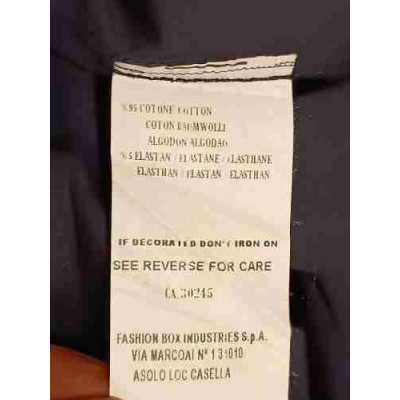 %95 COTONE COTTON
COTON BAUMWOLLE
ALGODON ALGODAO
%5 ELASTAN / ELASTANE / ELASTHANE
ELASTHAN / ELASTAN / ELASTHAN
IF DECORATED DON'T IRON ON
SEE REVERSE FOR CARE
CA 30245
FASHION BOX INDUSTRIES S.p.A.
VIA MARCOAI N° 1 31010
ASOLO LOC CASELLA